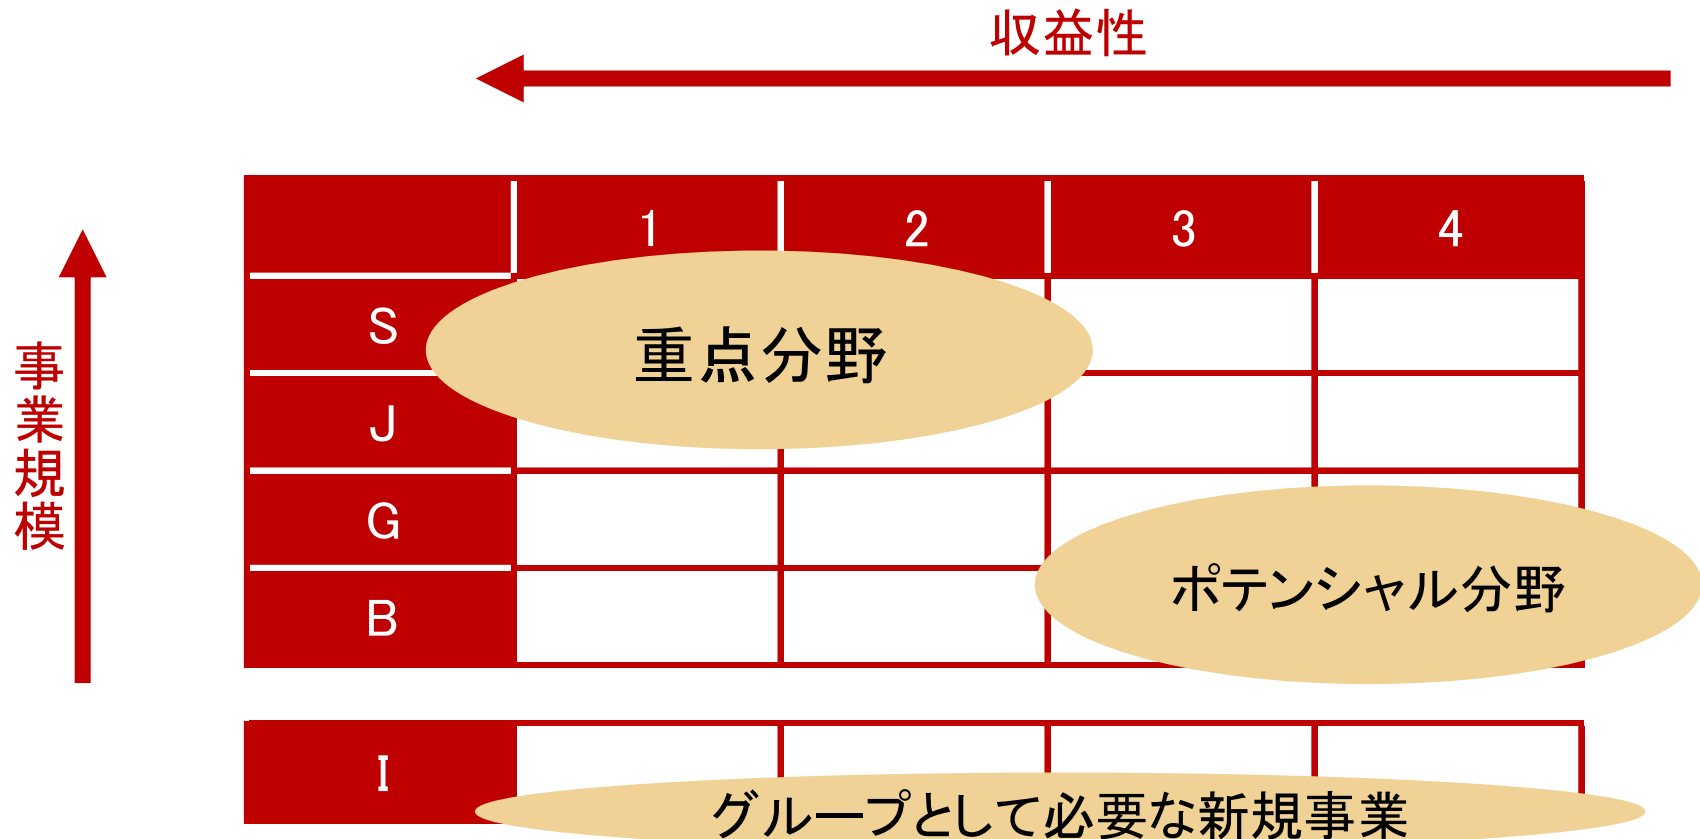 収益性
事業規模
1 2 3 4
S
重点分野
J
G
ポテンシャル分野
B
I
グループとして必要な新規事業